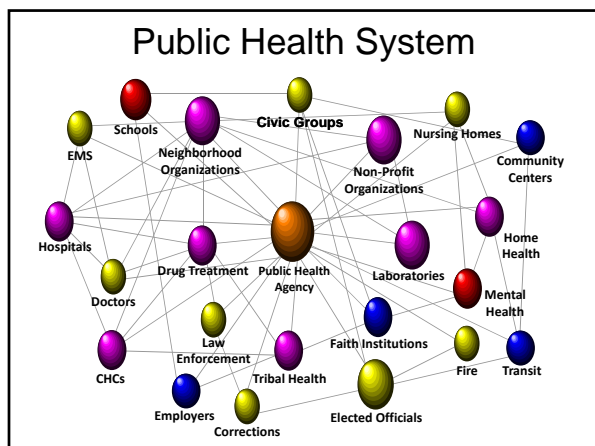 Public Health System
Schools
Civic Groups
Nursing Homes
EMS
Neighborhood
Organizations
Non-Profit
Organizations
Community
Centers
Hospitals
Drug Treatment
Public Health
Agency
Laboratories
Home
Health
Doctors
Mental
Health
Law
Enforcement
Faith Institutions
CHCs
Tribal Health
Fire
Transit
Employers
Corrections
Elected Officials